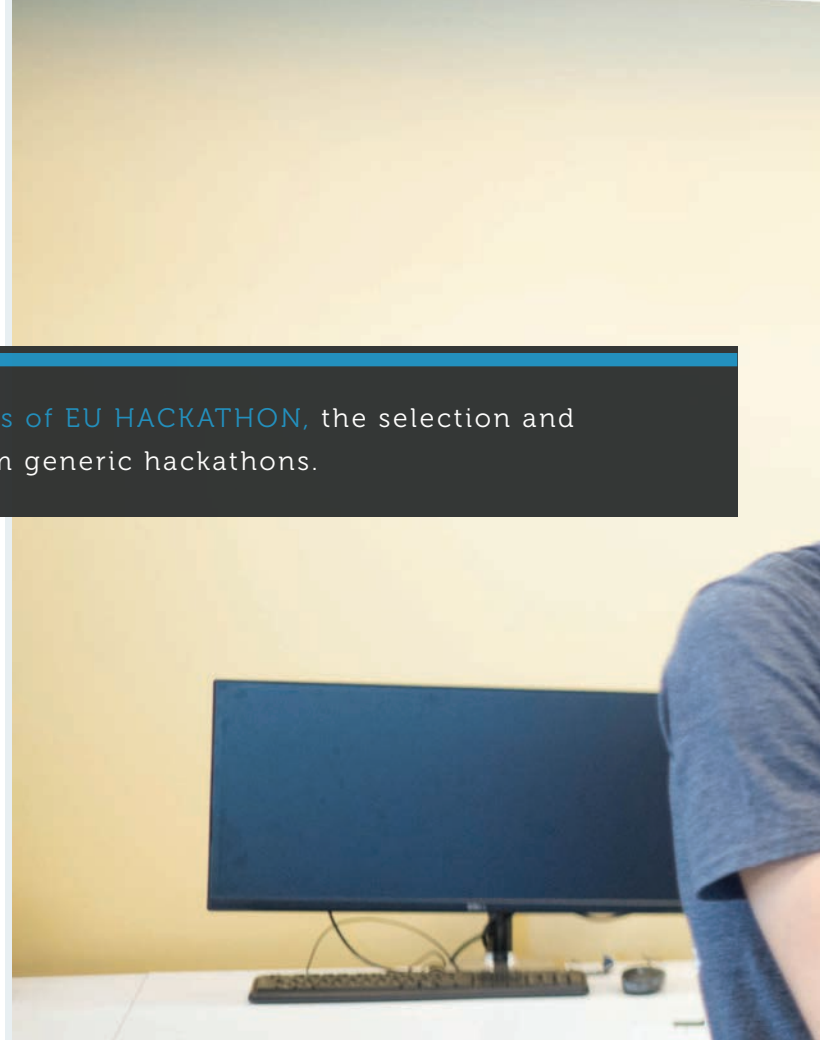 s of EU HACKATHON, the selection and
n generic hackathons.